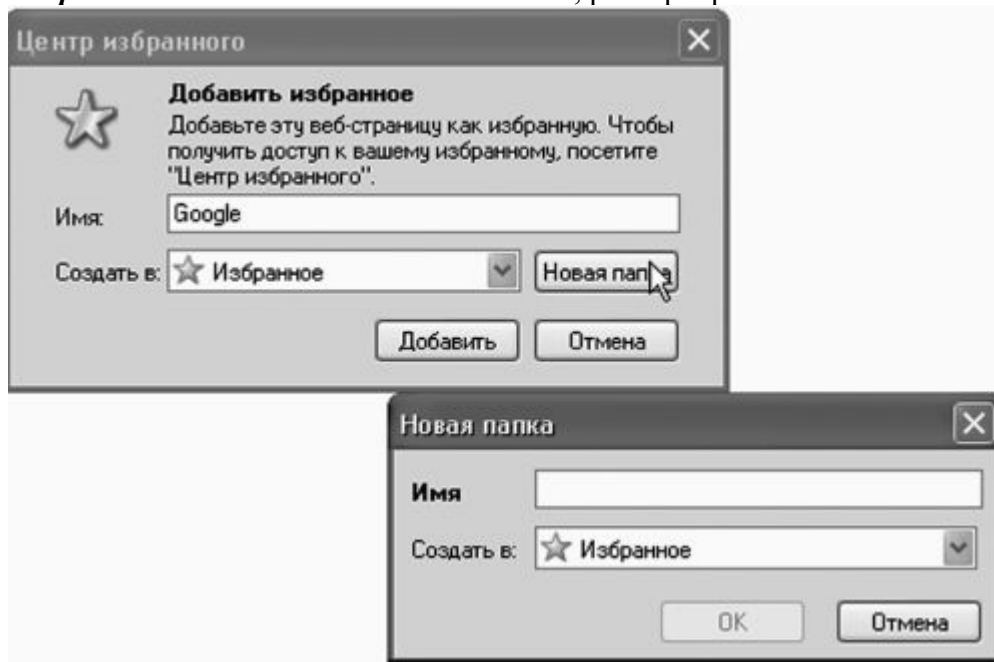 Центр избранного
Добавить избранное
Добавьте эту веб-страницу как избранную. Чтобы
получить доступ к вашему избранному, посетите
"Центр избранного".
Имя: Google
Создать в: Избранное Новая папка
Добавить Отмена
Новая папка
Имя
Создать в: Избранное
OK Отмена